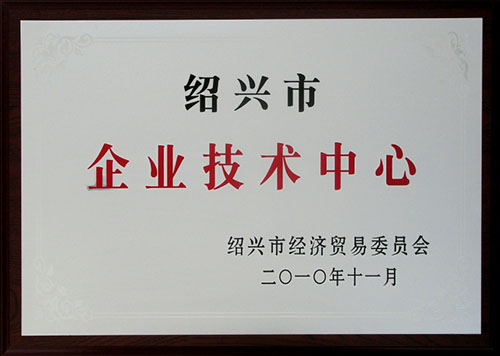 绍兴市
企业技术中心
绍兴市经济贸易委员会
二〇一〇年十一月